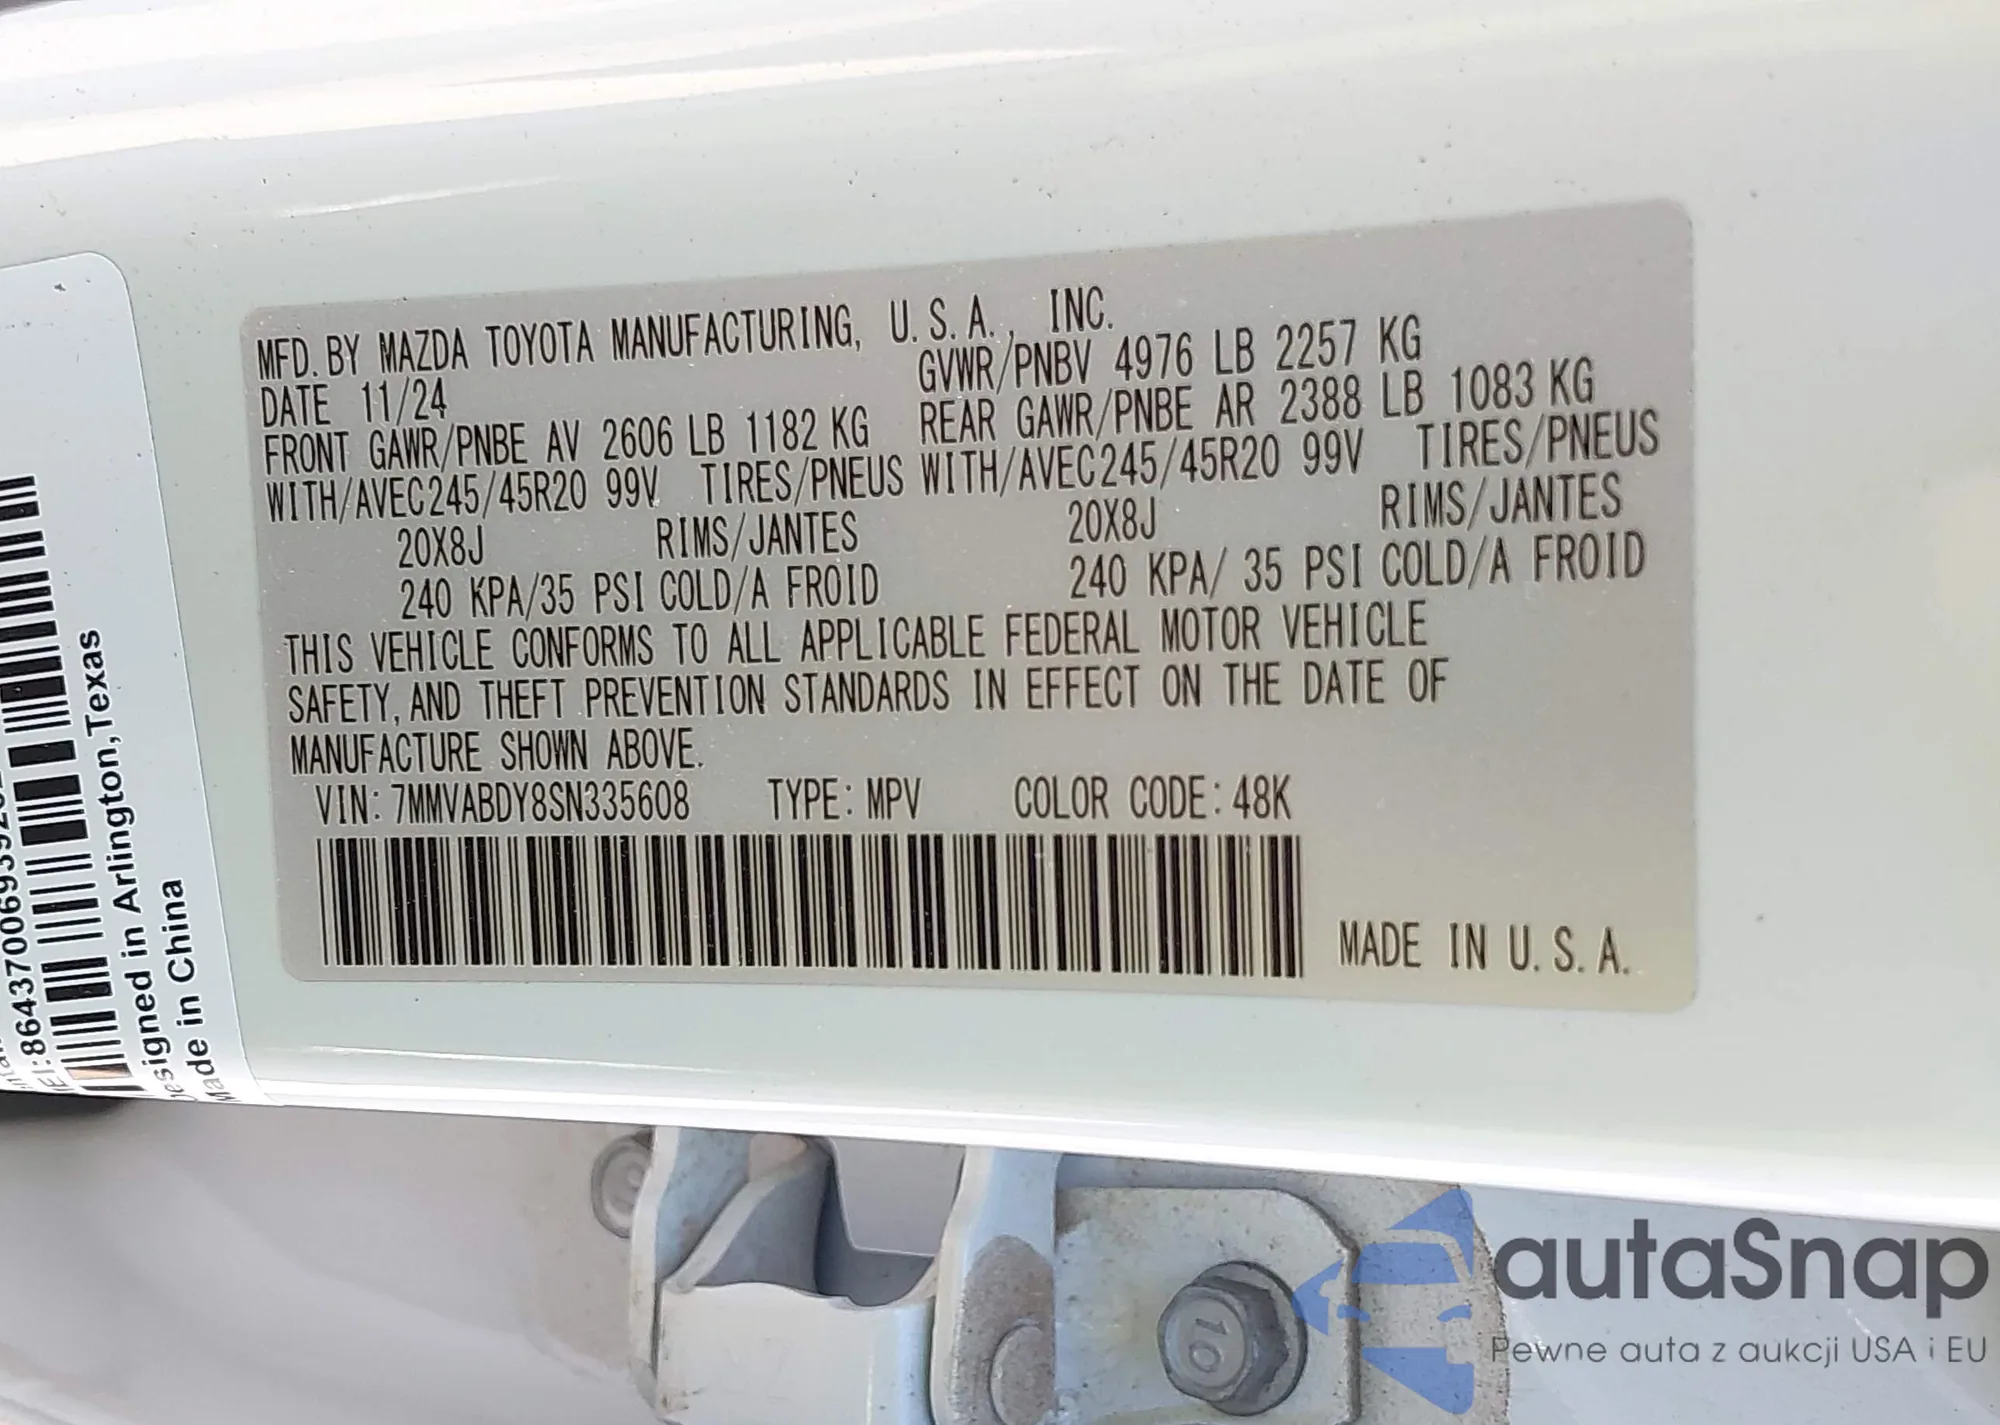 MFD. BY MAZDA TOYOTA MANUFACTURING, U.S.A., INC.
DATE 11/24 GVWR/PNBV 4976 LB 2257 KG
FRONT GAWR/PNBE AV 2606 LB 1182 KG REAR GAWR/PNBE AR 2388 LB 1083 KG
WITH/AVEC245/45R20 99V TIRES/PNEUS WITH/AVEC245/45R20 99V TIRES/PNEUS
20X8J RIMS/JANTES 20X8J RIMS/JANTES
240 KPA/35 PSI COLD/A FROID 240 KPA/ 35 PSI COLD/A FROID
THIS VEHICLE CONFORMS TO ALL APPLICABLE FEDERAL MOTOR VEHICLE
SAFETY, AND THEFT PREVENTION STANDARDS IN EFFECT ON THE DATE OF
MANUFACTURE SHOWN ABOVE.
VIN: 7MMVABDY8SN335608 TYPE: MPV COLOR CODE: 48K
MADE IN U.S.A.
Designed in Arlington,Texas
Made in China
10
autaSnap
Pewne auta z aukcji USA i EU